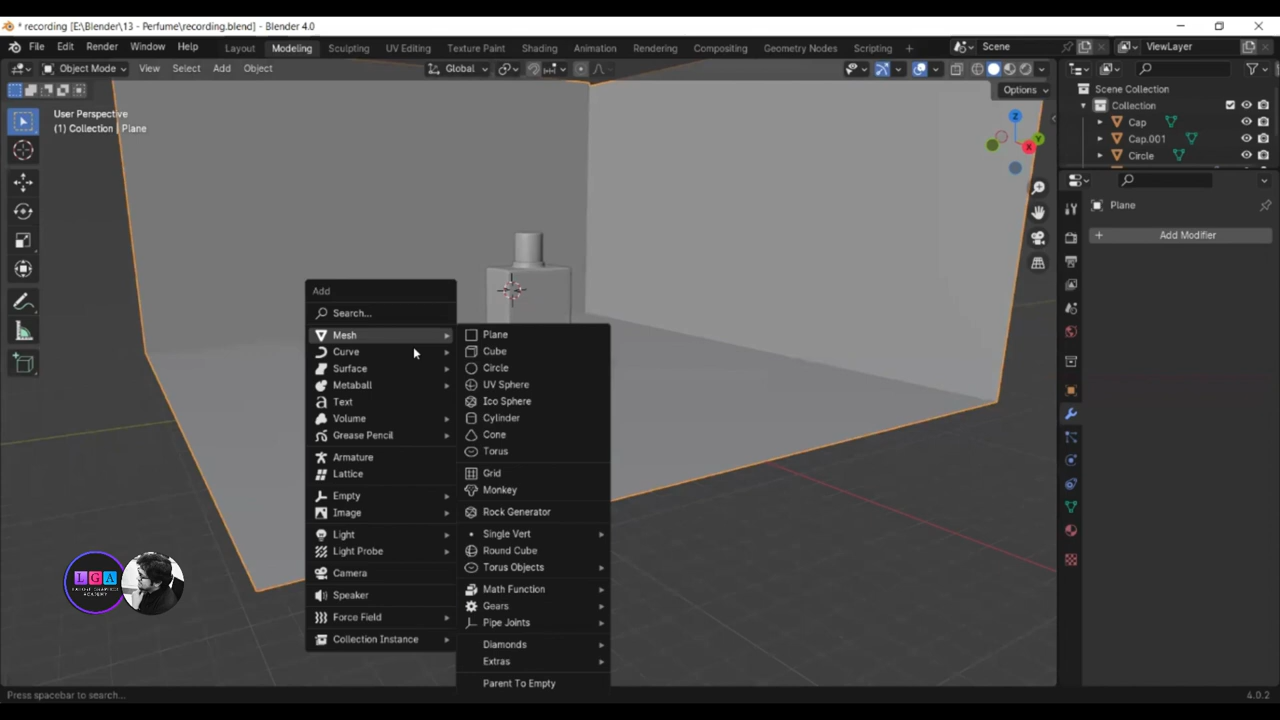 * recording [E:\Blender\13 - Perfume\recording.blend] - Blender 4.0
File Edit Render Window Help Layout Modeling Sculpting UV Editing Texture Paint Shading Animation Rendering Compositing Geometry Nodes Scripting + Scene ViewLayer
Object Mode View Select Add Object Global
Options
User Perspective
(1) Collection | Plane
Z
Y
X
Scene Collection
Collection
Cap
Cap.001
Circle
Plane
+ Add Modifier
Add
Search...
Mesh
Curve
Surface
Metaball
Text
Volume
Grease Pencil
Armature
Lattice
Empty
Image
Light
Light Probe
Camera
Speaker
Force Field
Collection Instance
Plane
Cube
Circle
UV Sphere
Ico Sphere
Cylinder
Cone
Torus
Grid
Monkey
Rock Generator
Single Vert
Round Cube
Torus Objects
Math Function
Gears
Pipe Joints
Diamonds
Extras
Parent To Empty
LGA
Press spacebar to search...
4.0.2